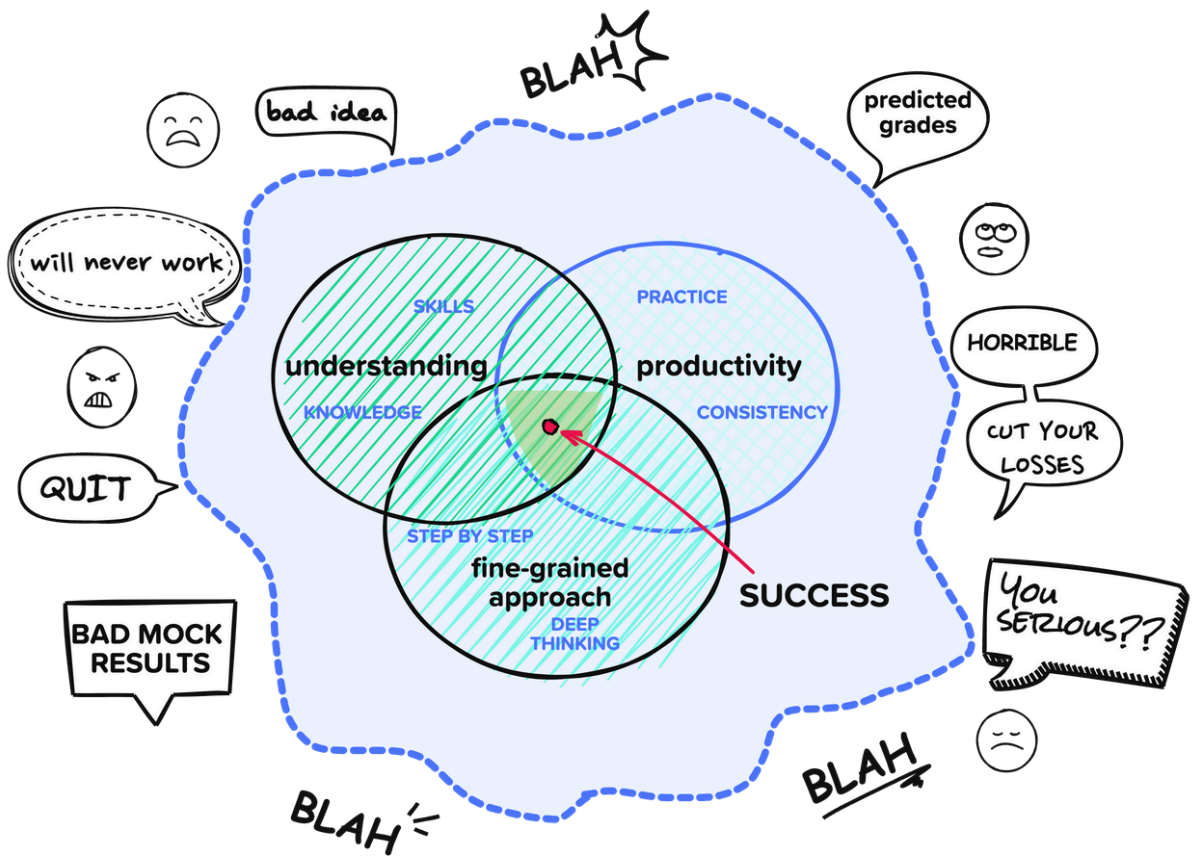 BLAH
bad idea
predicted
grades
will never work
SKILLS
PRACTICE
understanding
productivity
HORRIBLE
KNOWLEDGE
CONSISTENCY
CUT YOUR
LOSSES
QUIT
STEP BY STEP
fine-grained
approach
SUCCESS
DEEP
THINKING
YOU
SERIOUS??
BAD MOCK
RESULTS
BLAH
BLAH